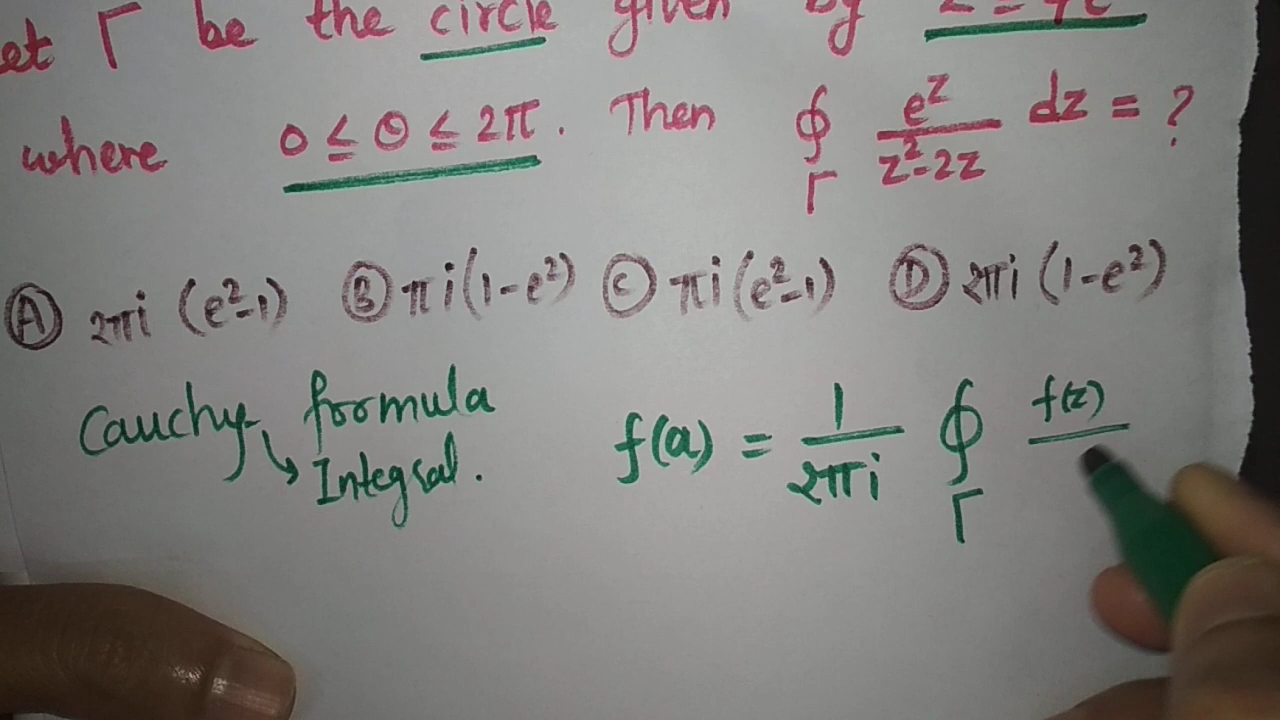 et Γ be the circle given by
where 0 ≤ Θ ≤ 2π. Then ∮_Γ e^z/(z²-2z) dz = ?
Ⓐ 2πi (e²-1) Ⓑ πi(1-e²) Ⓒ πi(e²-1) Ⓓ 2πi (1-e²)
Cauchy formula
Integral.
f(a) = 1/(2πi) ∮_Γ f(z)/